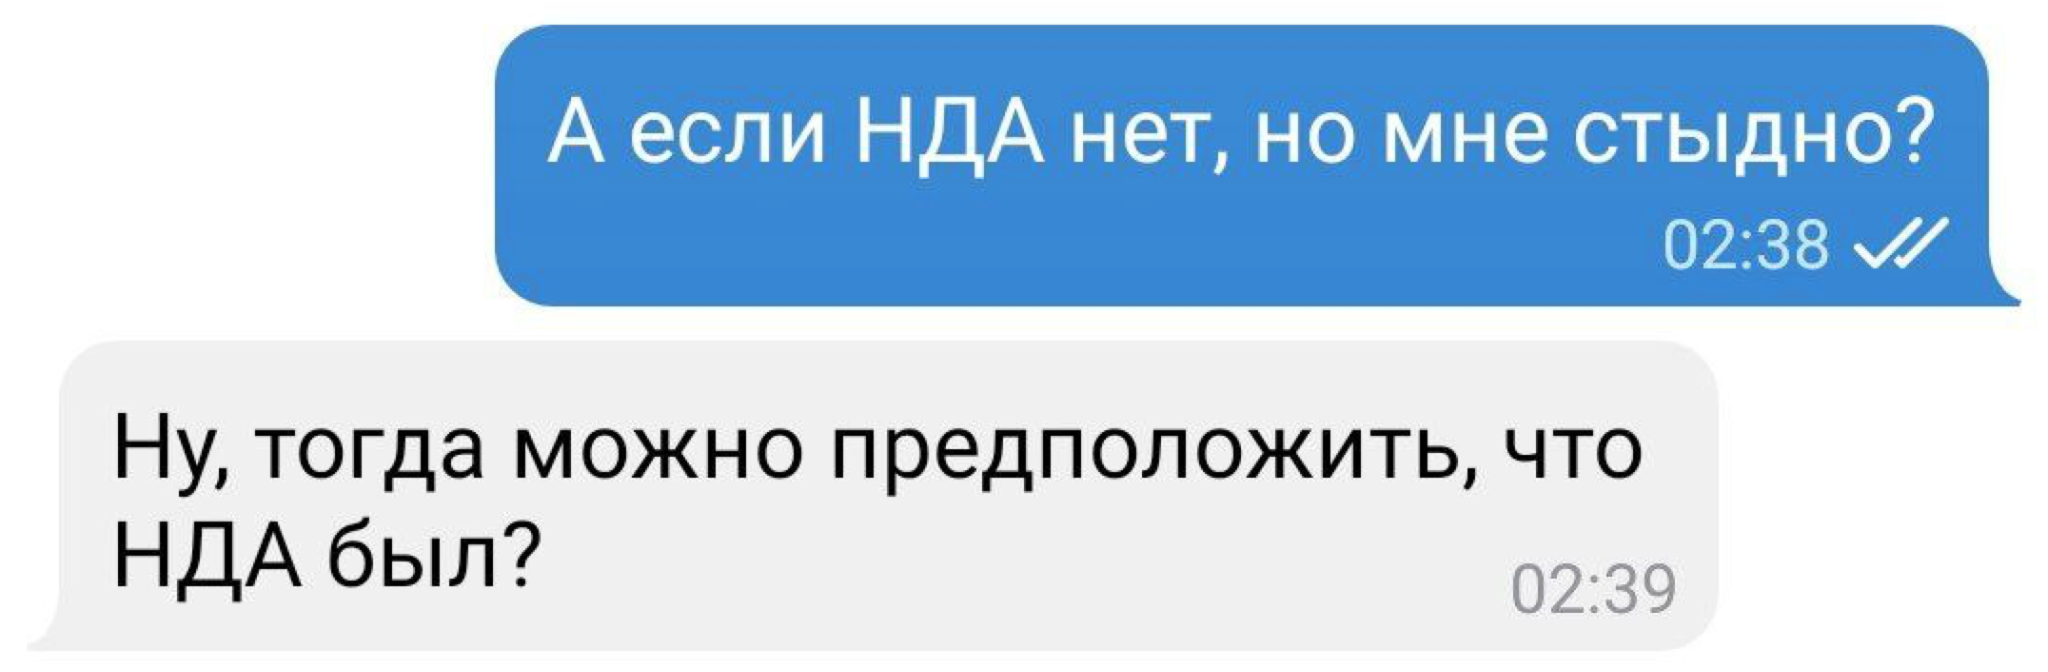 А если НДА нет, но мне стыдно?
02:38
Ну, тогда можно предположить, что
НДА был?
02:39